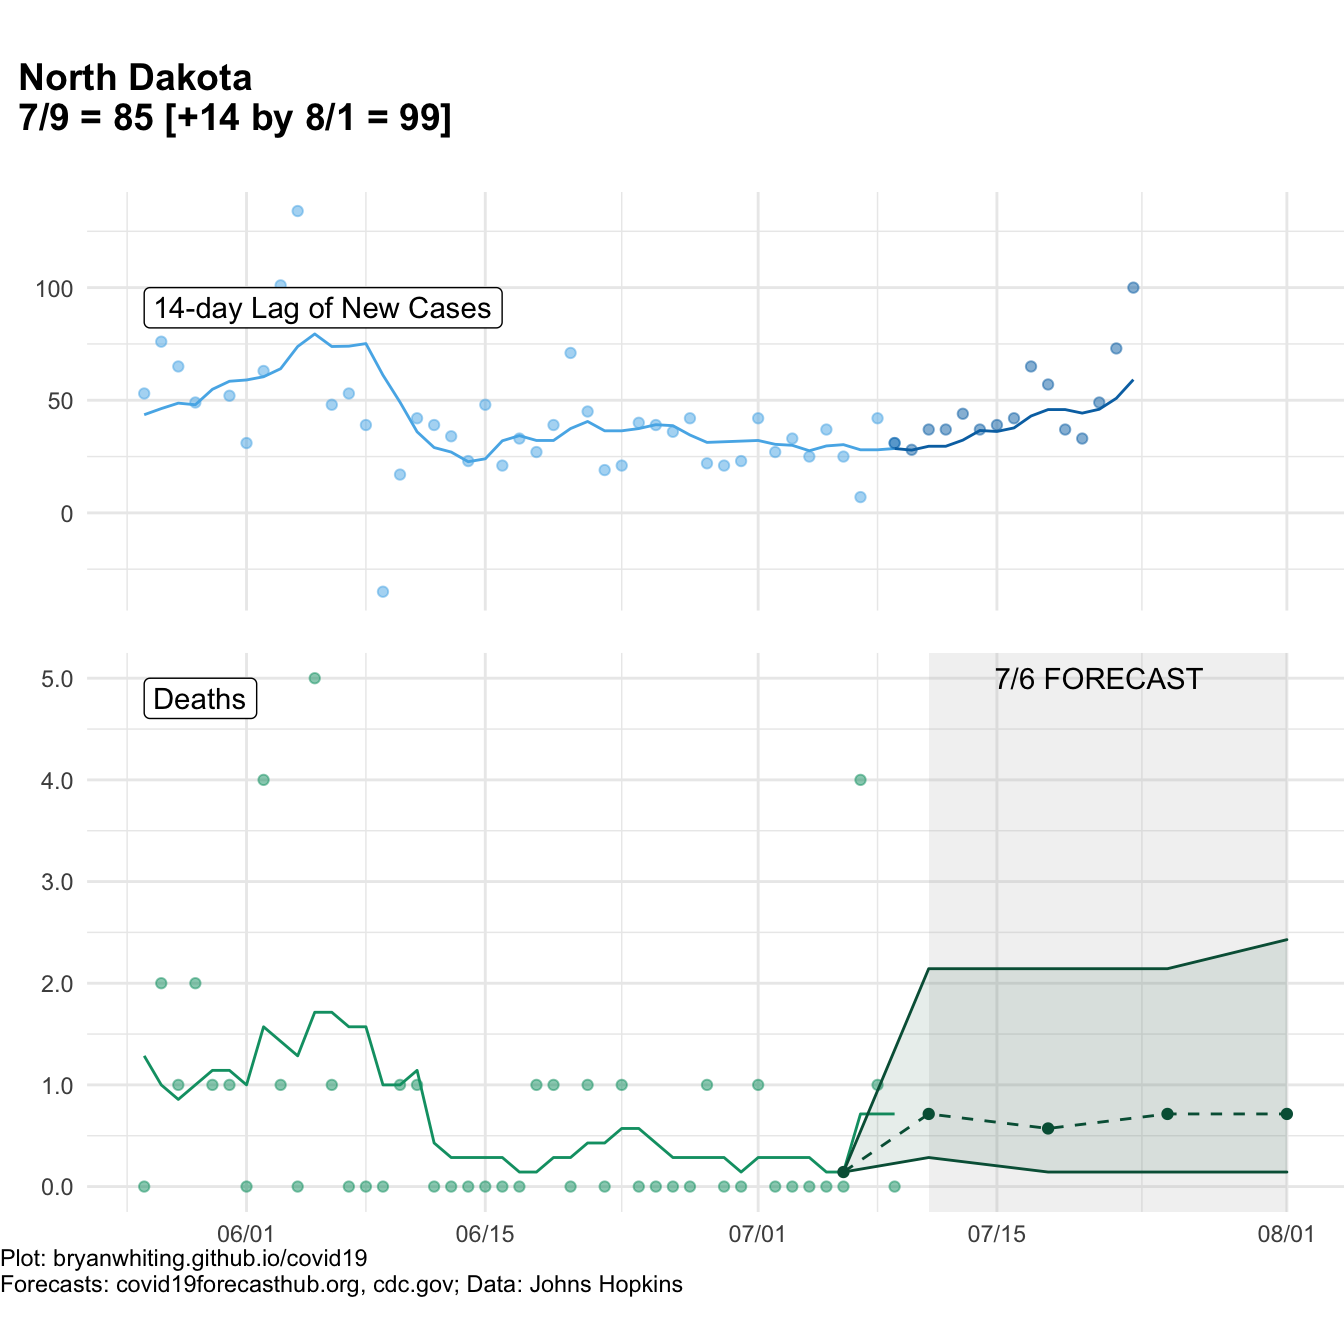 North Dakota
7/9 = 85 [+14 by 8/1 = 99]
14-day Lag of New Cases
100
50
0
Deaths
7/6 FORECAST
5.0
4.0
3.0
2.0
1.0
0.0
06/01 06/15 07/01 07/15 08/01
Plot: bryanwhiting.github.io/covid19
Forecasts: covid19forecasthub.org, cdc.gov; Data: Johns Hopkins